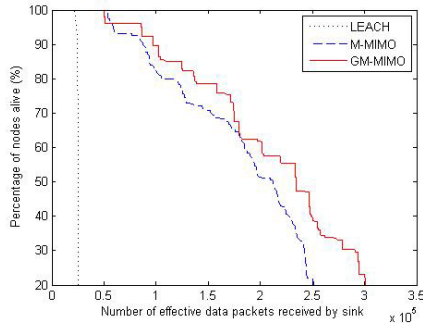 LEACH
M-MIMO
GM-MIMO
Percentage of nodes alive (%)
100
90
80
70
60
50
40
30
20
0 0.5 1 1.5 2 2.5 3 3.5
x 10^5
Number of effective data packets received by sink